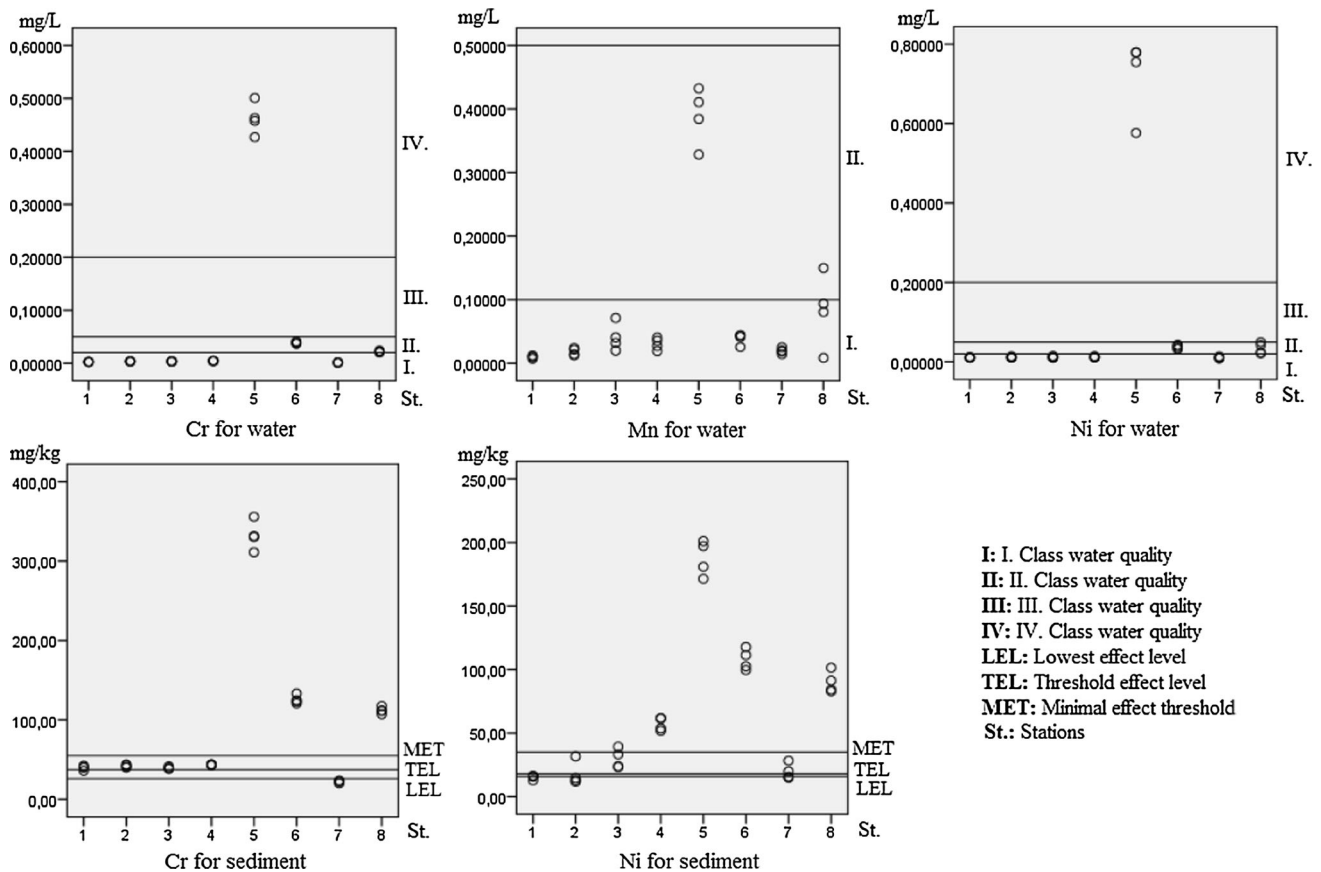 mg/L
0,60000
0,50000
0,40000
0,30000
0,20000
0,10000
0,00000
IV.
III.
II.
I.
1 2 3 4 5 6 7 8 St.
Cr for water
mg/L
0,50000
0,40000
0,30000
0,20000
0,10000
0,00000
II.
I.
1 2 3 4 5 6 7 8 St.
Mn for water
mg/L
0,80000
0,60000
0,40000
0,20000
0,00000
IV.
III.
II.
I.
1 2 3 4 5 6 7 8 St.
Ni for water
mg/kg
400,00
300,00
200,00
100,00
0,00
MET
TEL
LEL
1 2 3 4 5 6 7 8 St.
Cr for sediment
mg/kg
250,00
200,00
150,00
100,00
50,00
0,00
MET
TEL
LEL
1 2 3 4 5 6 7 8 St.
Ni for sediment
I: I. Class water quality
II: II. Class water quality
III: III. Class water quality
IV: IV. Class water quality
LEL: Lowest effect level
TEL: Threshold effect level
MET: Minimal effect threshold
St.: Stations